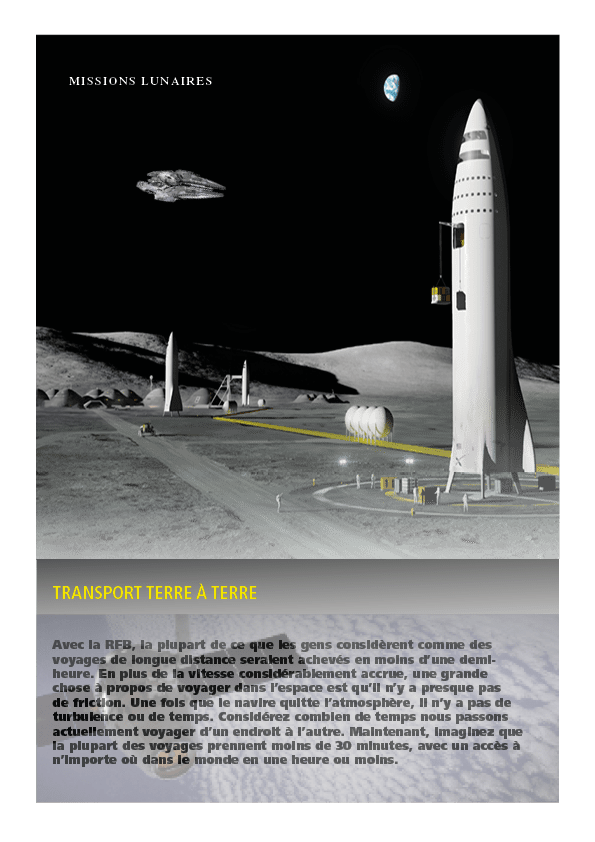 MISSIONS LUNAIRES
TRANSPORT TERRE À TERRE
Avec la RFB, la plupart de ce que les gens considèrent comme des
voyages de longue distance seraient achevés en moins d'une demi-
heure. En plus de la vitesse considérablement accrue, une grande
chose à propos de voyager dans l'espace est qu'il n'y a presque pas
de friction. Une fois que le navire quitte l'atmosphère, il n'y a pas de
turbulence ou de temps. Considérez combien de temps nous passons
actuellement voyager d'un endroit à l'autre. Maintenant, imaginez que
la plupart des voyages prennent moins de 30 minutes, avec un accès à
n'importe où dans le monde en une heure ou moins.